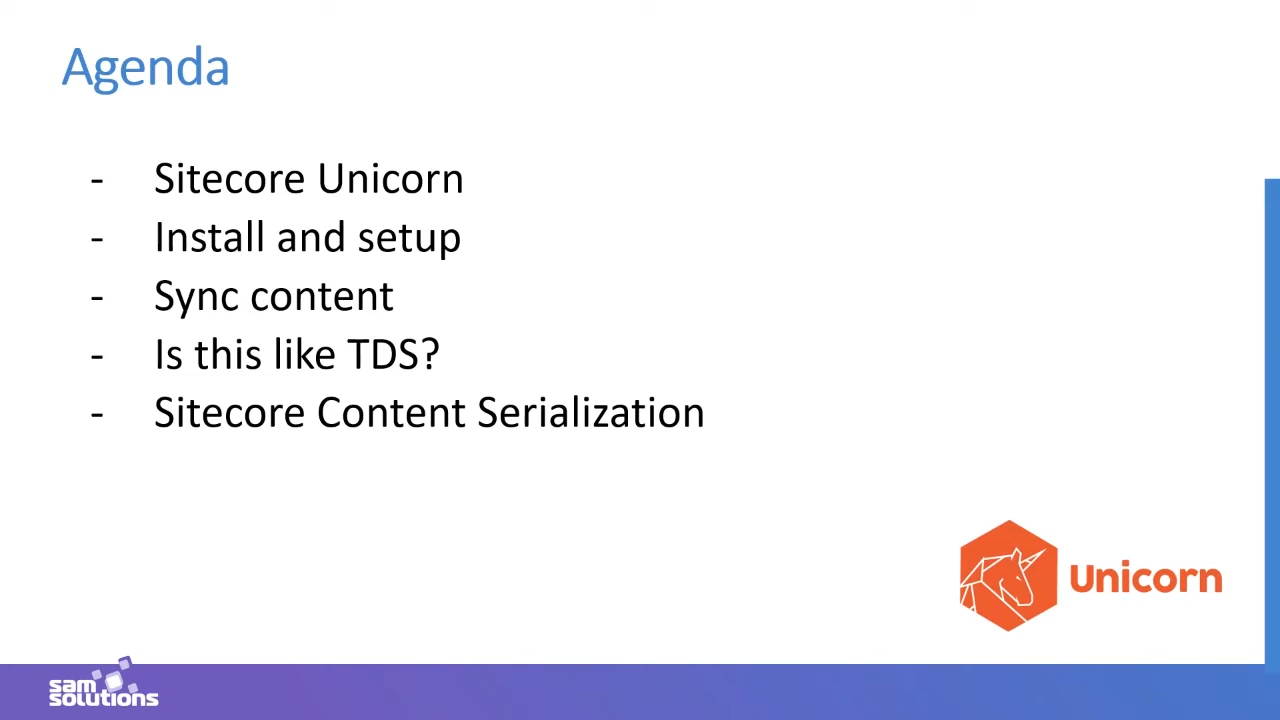 Agenda
- Sitecore Unicorn
- Install and setup
- Sync content
- Is this like TDS?
- Sitecore Content Serialization
Unicorn
sam
solutions